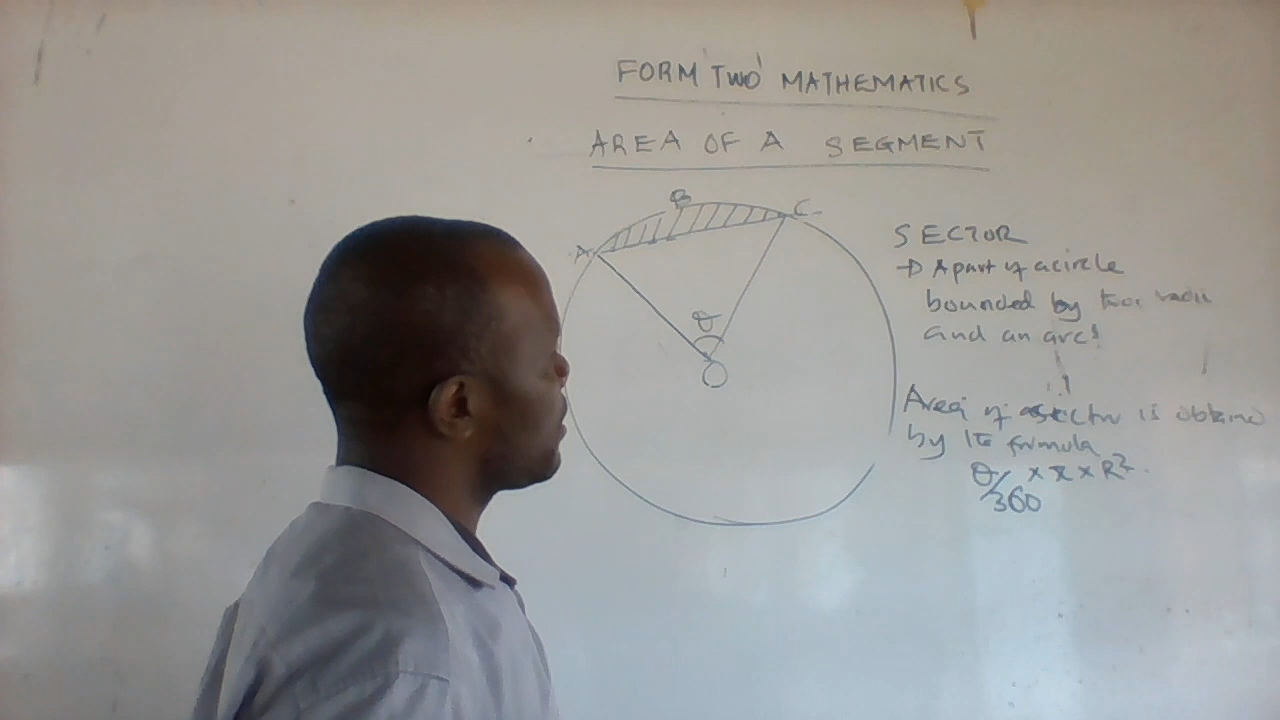 FORM 'TWO' MATHEMATICS
AREA OF A SEGMENT
B
C
A
θ
O
SECTOR
→ A part of a circle
bounded by two radii
and an arc
Area of a sector is obtained
by the formula
θ/360 × π × R²